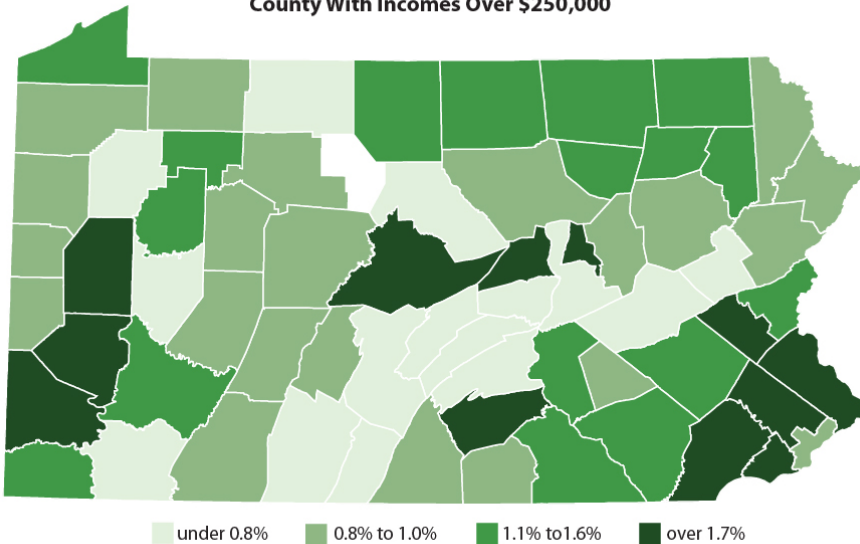 County With Incomes Over $250,000
under 0.8% 0.8% to 1.0% 1.1% to1.6% over 1.7%